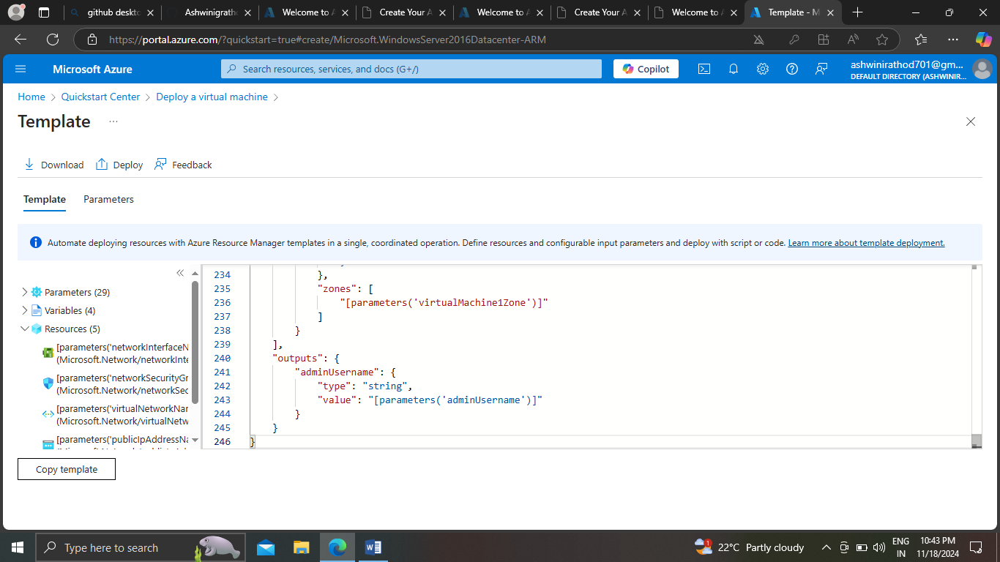 github deskto
Ashwinigrath
Welcome to A
Create Your A
Welcome to A
Create Your A
Welcome to A
Template - M
https://portal.azure.com/?quickstart=true#create/Microsoft.WindowsServer2016Datacenter-ARM
Microsoft Azure
Search resources, services, and docs (G+/)
Copilot
ashwinirathod701@gm...
DEFAULT DIRECTORY (ASHWINIR...
Home > Quickstart Center > Deploy a virtual machine >
Template ...
Download
Deploy
Feedback
Template
Parameters
Automate deploying resources with Azure Resource Manager templates in a single, coordinated operation. Define resources and configurable input parameters and deploy with script or code. Learn more about template deployment.
Parameters (29)
Variables (4)
Resources (5)
[parameters('networkInterfaceN
(Microsoft.Network/networkInte
[parameters('networkSecurityGr
(Microsoft.Network/networkSec
[parameters('virtualNetworkNar
(Microsoft.Network/virtualNetw
[parameters('publicIpAddressNa
234 },
235 "zones": [
236 "[parameters('virtualMachine1Zone')]"
237 ]
238 }
239 ],
240 "outputs": {
241 "adminUsername": {
242 "type": "string",
243 "value": "[parameters('adminUsername')]"
244 }
245 }
246 }
Copy template
Type here to search
22°C Partly cloudy
ENG
IN
10:43 PM
11/18/2024